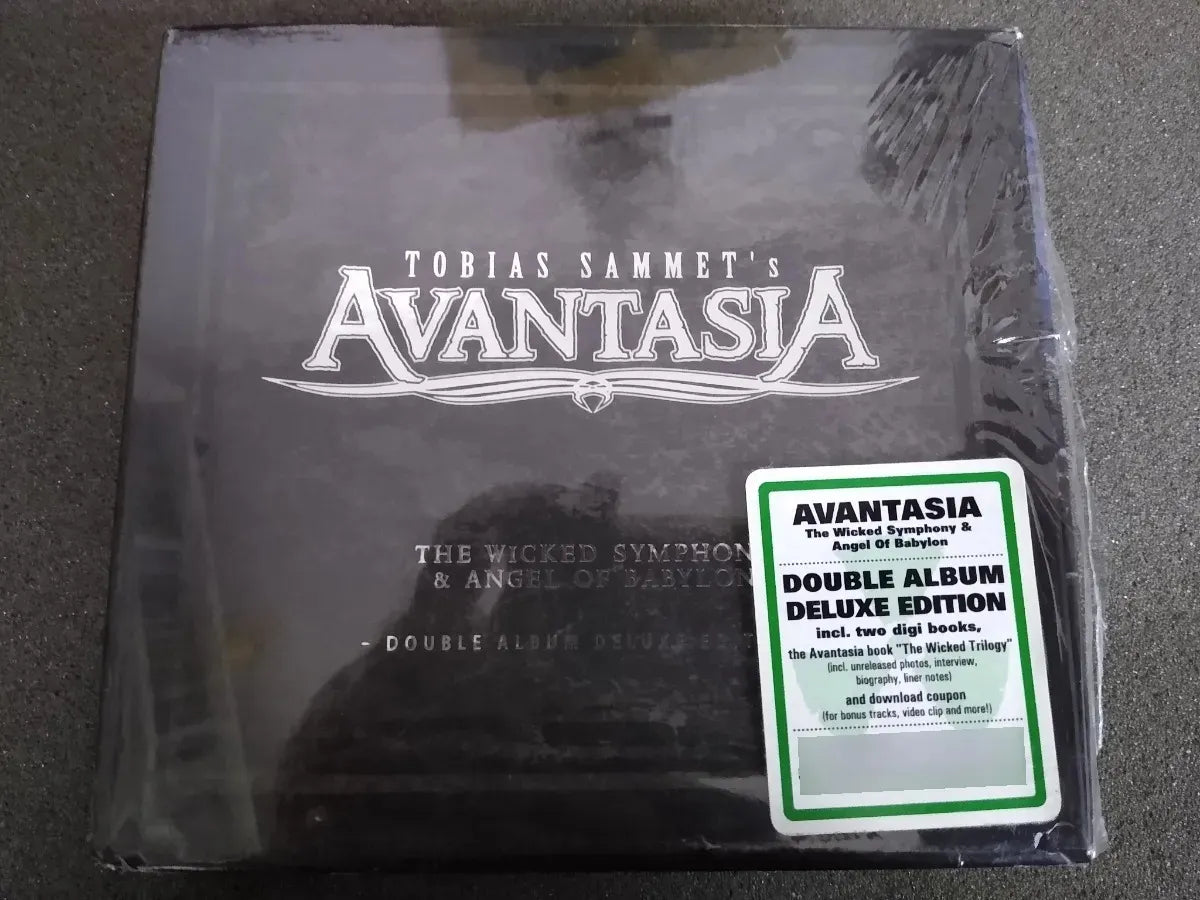 TOBIAS SAMMET's
AVANTASIA
THE WICKED SYMPHON
& ANGEL OF BABYLON
- DOUBLE ALBUM DELUXE
AVANTASIA
The Wicked Symphony &
Angel Of Babylon
DOUBLE ALBUM
DELUXE EDITION
incl. two digi books,
the Avantasia book "The Wicked Trilogy"
(incl. unreleased photos, interview,
biography, liner notes)
and download coupon
(for bonus tracks, video clip and more!)